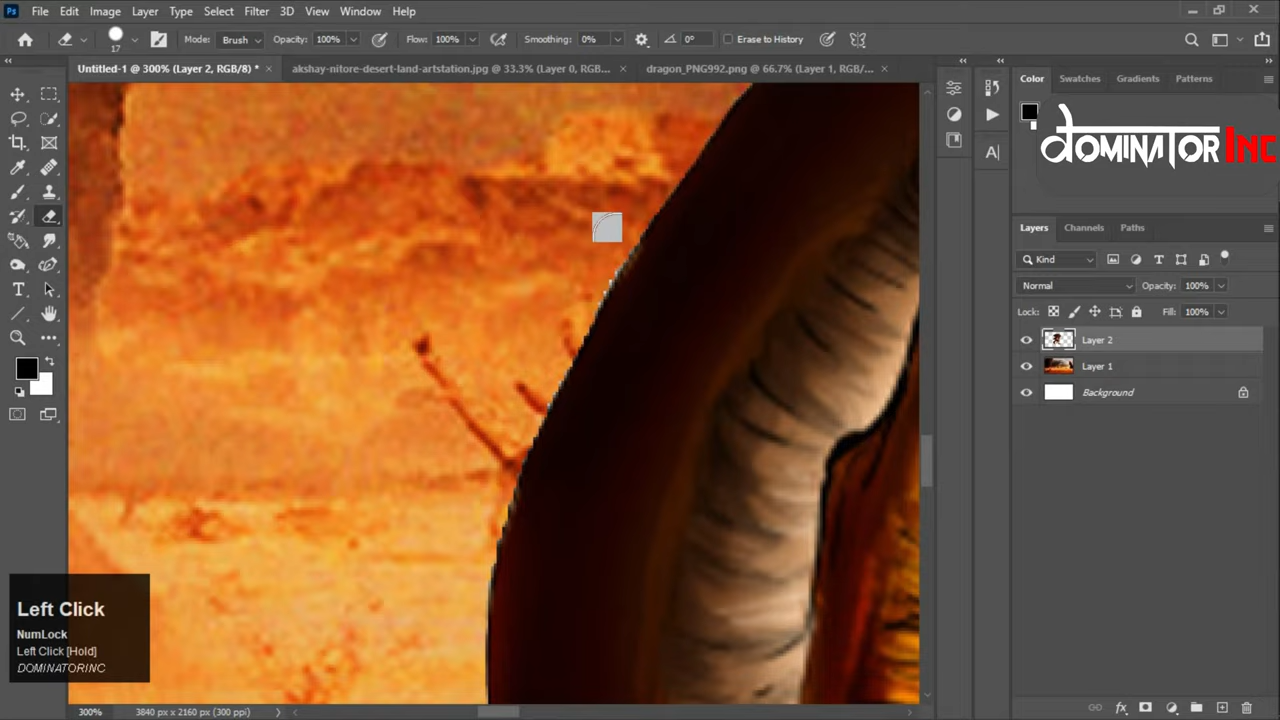 Ps File Edit Image Layer Type Select Filter 3D View Window Help
17 Mode: Brush Opacity: 100% Flow: 100% Smoothing: 0% 0° Erase to History
Untitled-1 @ 300% (Layer 2, RGB/8) * × akshay-nitore-desert-land-artstation.jpg @ 33.3% (Layer 0, RGB... × dragon_PNG992.png @ 66.7% (Layer 1, RGB/... ×
Color Swatches Gradients Patterns
DOMINATOR INC
Layers Channels Paths
Kind
Normal Opacity: 100%
Lock: Fill: 100%
Layer 2
Layer 1
Background
Left Click
NumLock
Left Click [Hold]
DOMINATORINC
300% 3840 px x 2160 px (300 ppi)